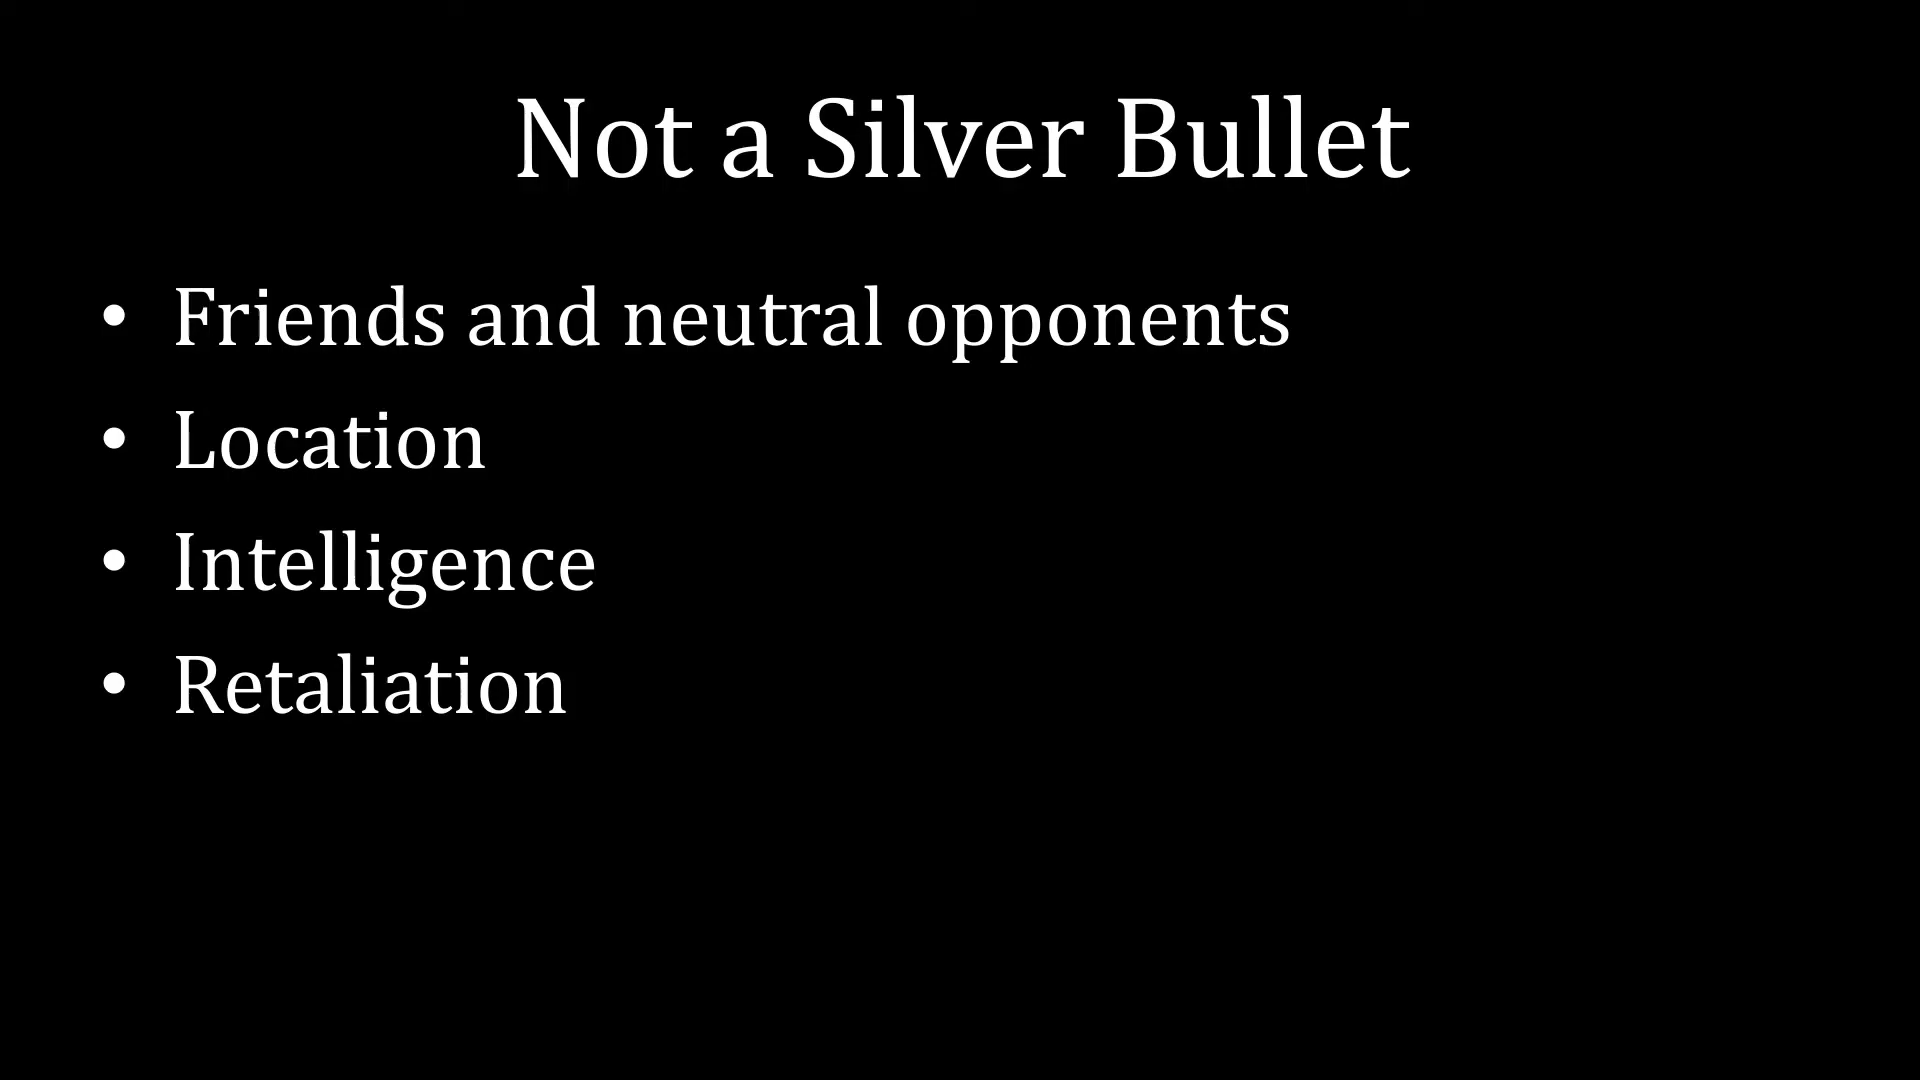 Not a Silver Bullet
• Friends and neutral opponents
• Location
• Intelligence
• Retaliation